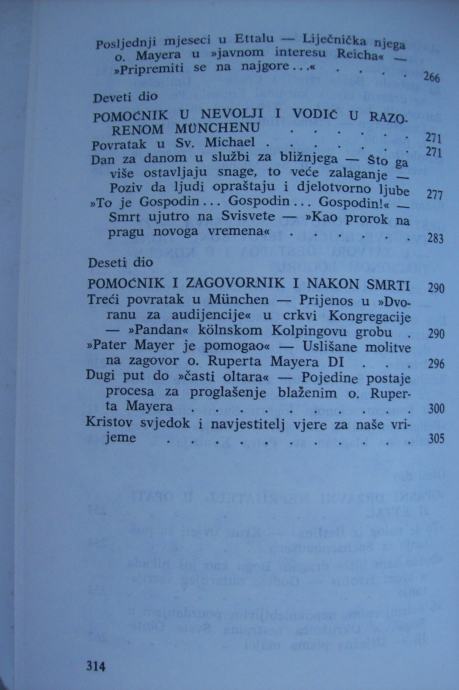 Posljednji mjeseci u Ettalu — Liječnička njega
o. Mayera u »javnom interesu Reicha« —
»Pripremiti se na najgore...« . . . . 266
Deveti dio
POMOĆNIK U NEVOLJI I VODIČ U RAZO-
RENOM MÜNCHENU . . . . . . 271
Povratak u Sv. Michael . . . . . . 271
Dan za danom u službi za bližnjega — Što ga
više ostavljaju snage, to veće zalaganje —
Poziv da ljudi opraštaju i djelotvorno ljube 277
»To je Gospodin... Gospodin... Gospodin!« —
Smrt ujutro na Svisvete — »Kao prorok na
pragu novoga vremena« . . . . . . 283
Deseti dio
POMOĆNIK I ZAGOVORNIK I NAKON SMRTI 290
Treći povratak u München — Prijenos u »Dvo-
ranu za audijencije« u crkvi Kongregacije
— »Pandan« kölnskom Kolpingovu grobu . 290
»Pater Mayer je pomogao« — Uslišane molitve
na zagovor o. Ruperta Mayera DI . . . 296
Dugi put do »časti oltara« — Pojedine postaje
procesa za proglašenje blaženim o. Ruper-
ta Mayera . . . . . . . . . 300
Kristov svjedok i navjestitelj vjere za naše vri-
jeme . . . . . . . . . . 305
314